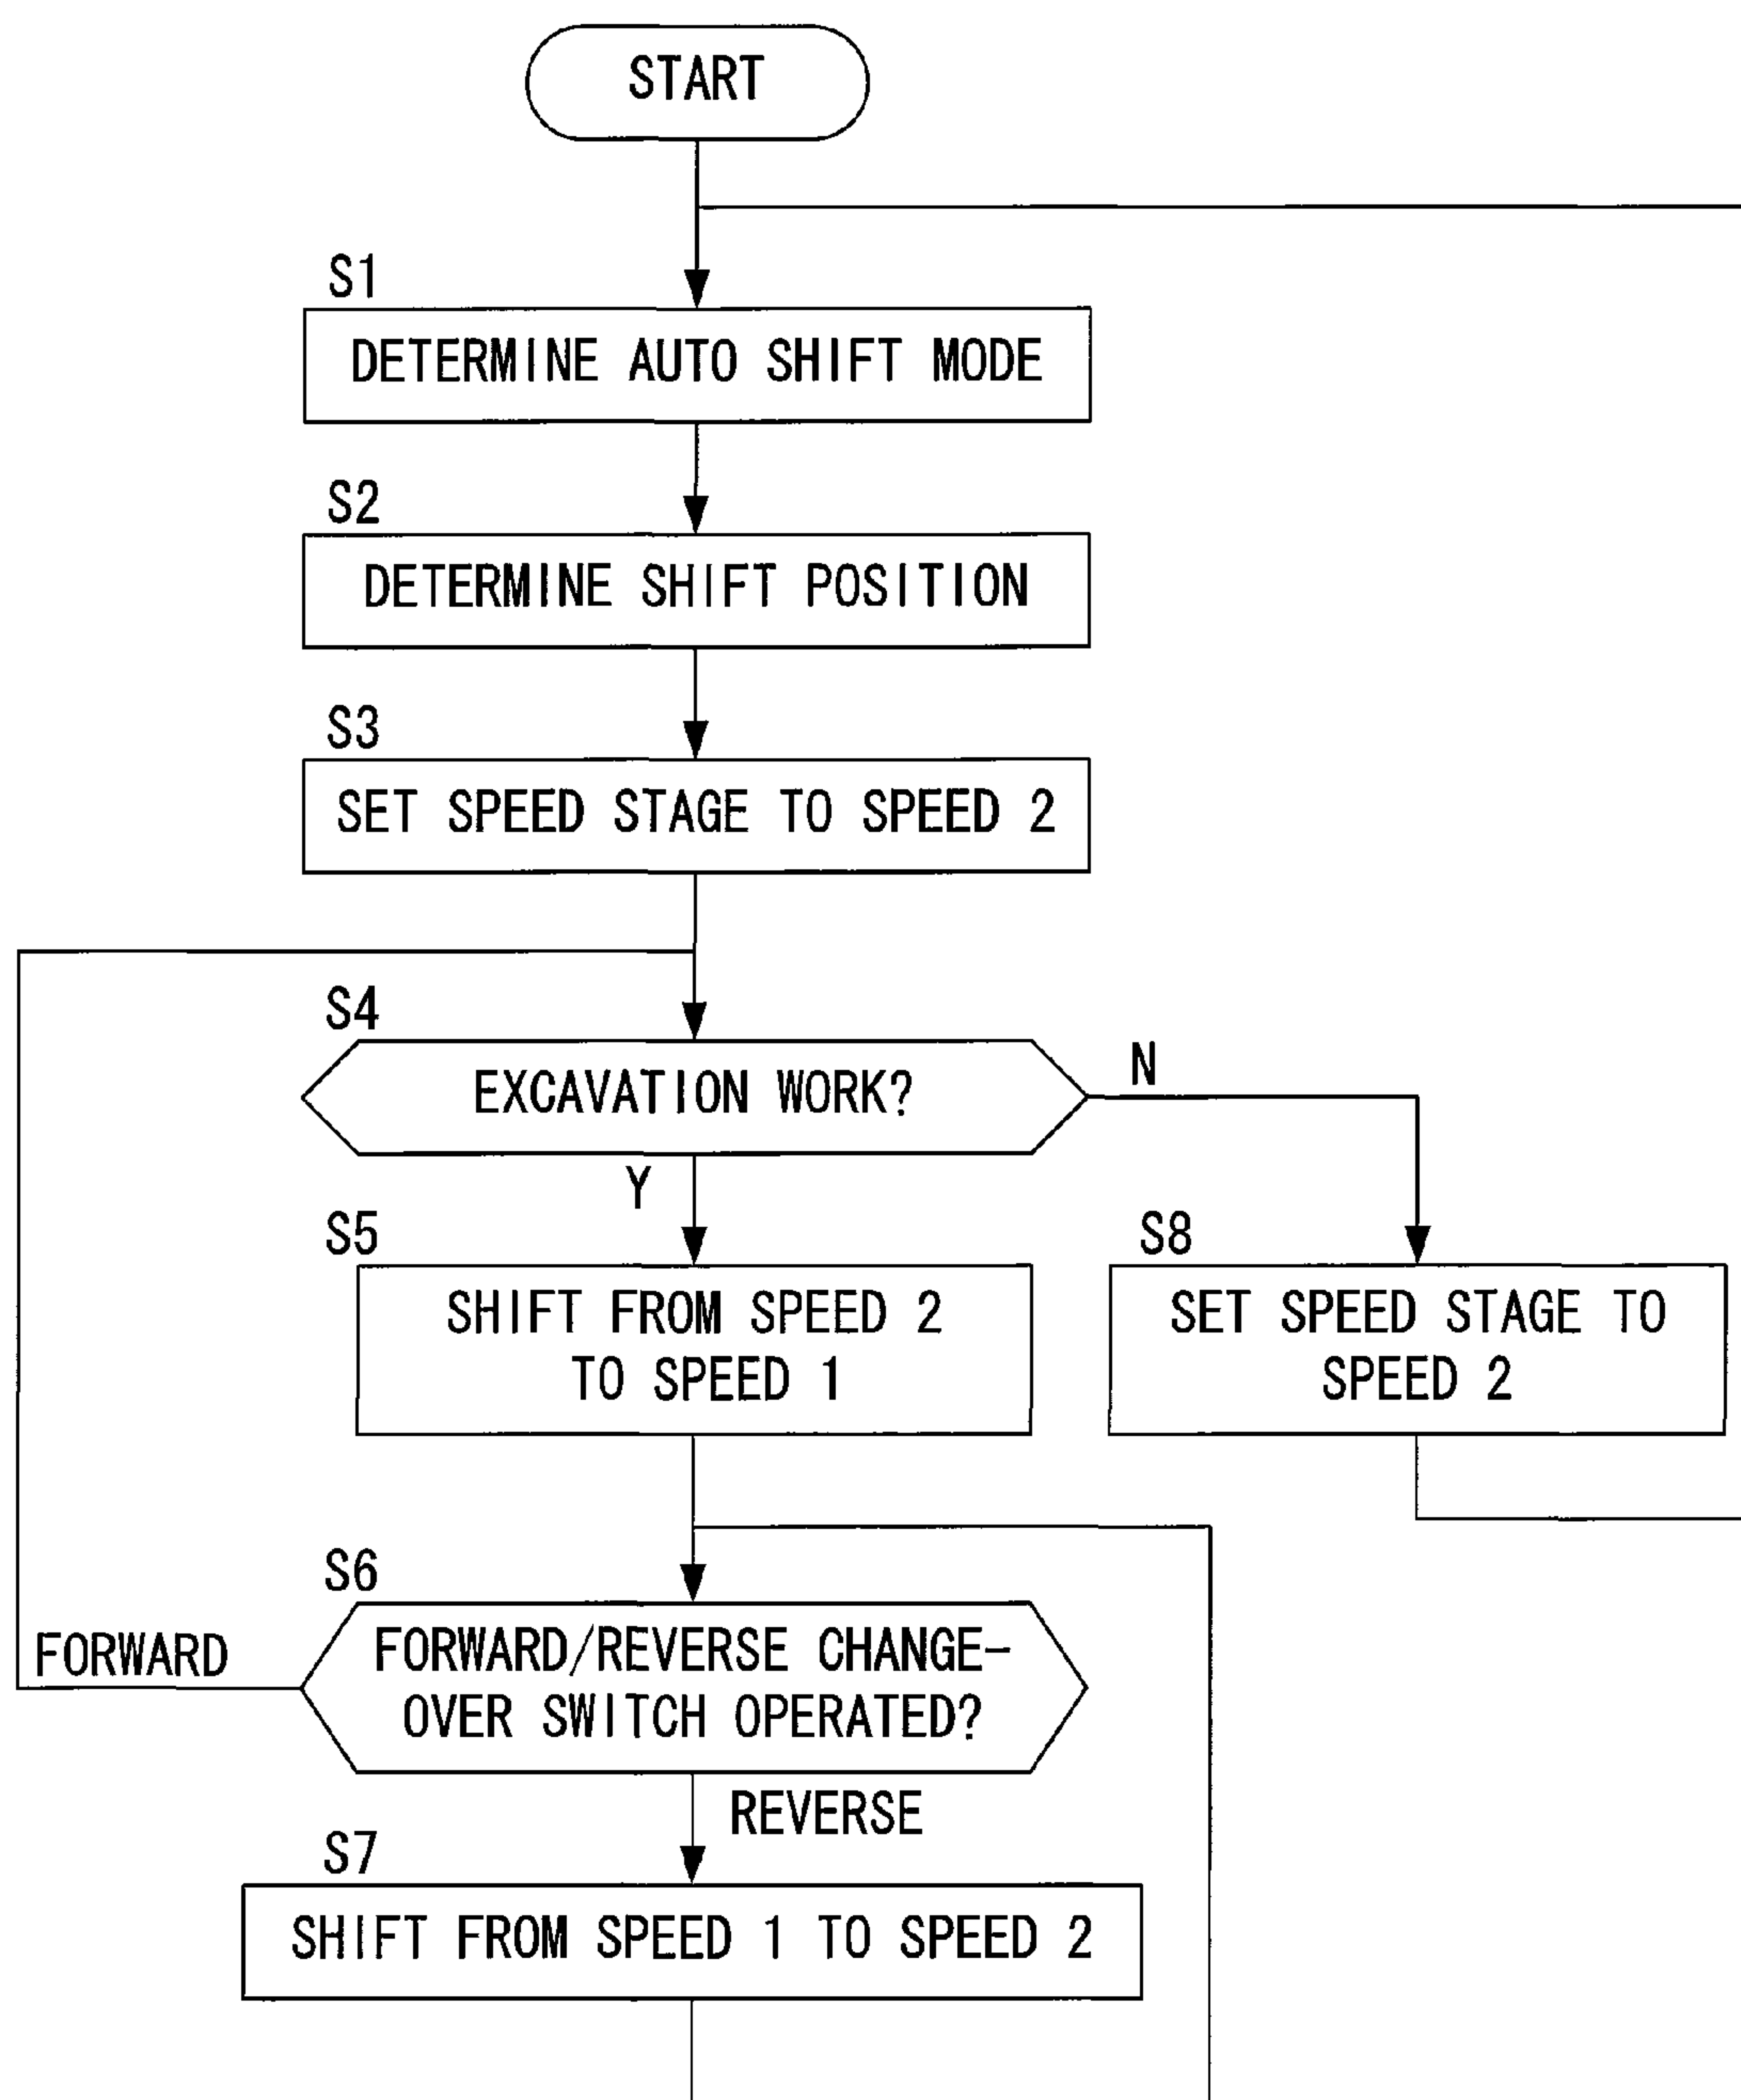 START
S1
DETERMINE AUTO SHIFT MODE
S2
DETERMINE SHIFT POSITION
S3
SET SPEED STAGE TO SPEED 2
S4
EXCAVATION WORK?
N
Y
S5
SHIFT FROM SPEED 2
TO SPEED 1
S8
SET SPEED STAGE TO
SPEED 2
S6
FORWARD
FORWARD/REVERSE CHANGE-
OVER SWITCH OPERATED?
REVERSE
S7
SHIFT FROM SPEED 1 TO SPEED 2